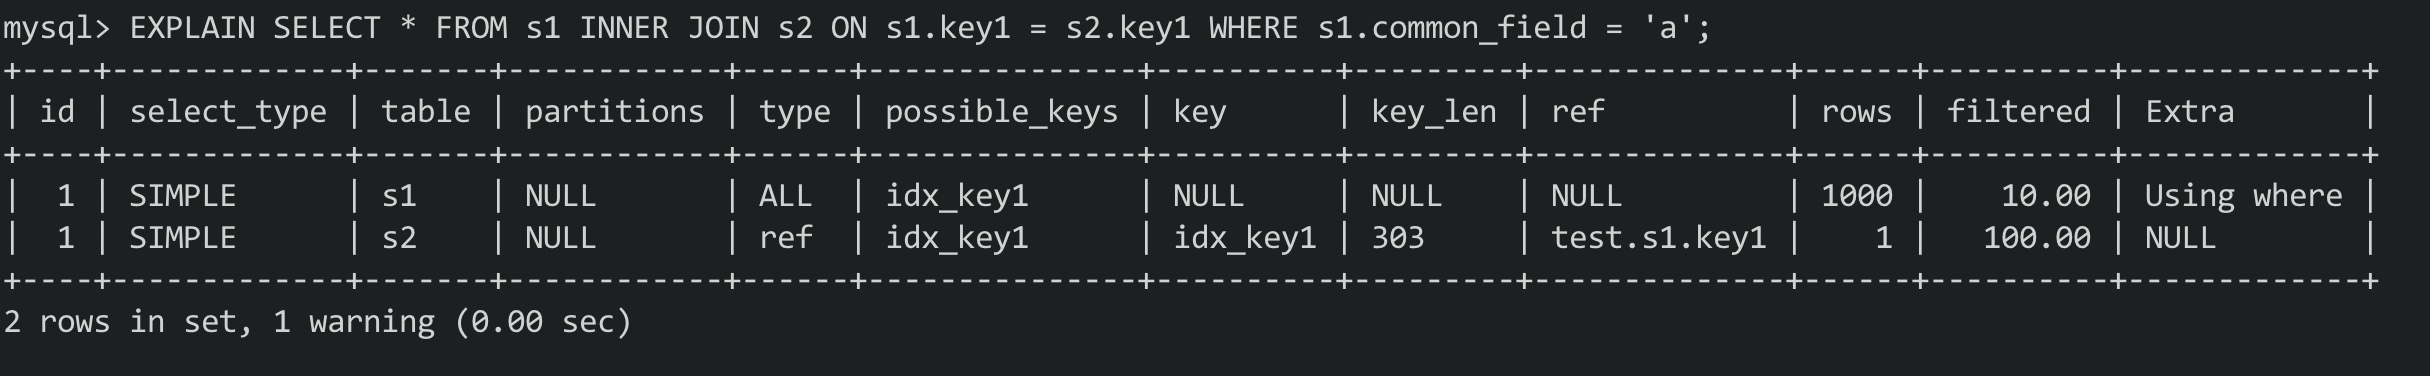 mysql> EXPLAIN SELECT * FROM s1 INNER JOIN s2 ON s1.key1 = s2.key1 WHERE s1.common_field = 'a';
+----+-------------+-------+------------+------+---------------+----------+---------+--------------+------+----------+-------------+
| id | select_type | table | partitions | type | possible_keys | key      | key_len | ref          | rows | filtered | Extra       |
+----+-------------+-------+------------+------+---------------+----------+---------+--------------+------+----------+-------------+
|  1 | SIMPLE      | s1    | NULL       | ALL  | idx_key1      | NULL     | NULL    | NULL         | 1000 |    10.00 | Using where |
|  1 | SIMPLE      | s2    | NULL       | ref  | idx_key1      | idx_key1 | 303     | test.s1.key1 |    1 |   100.00 | NULL        |
+----+-------------+-------+------------+------+---------------+----------+---------+--------------+------+----------+-------------+
2 rows in set, 1 warning (0.00 sec)